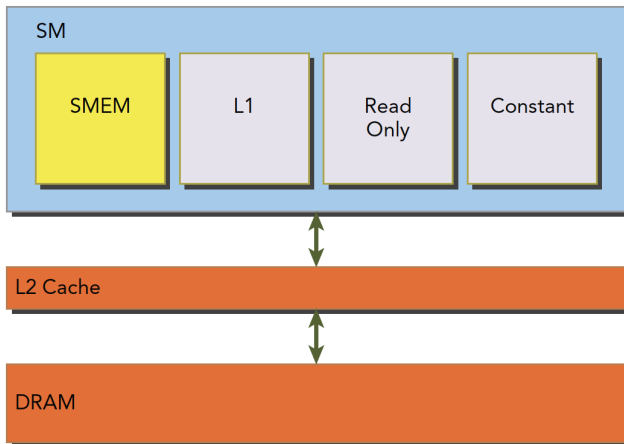 SM
SMEM
L1
Read
Only
Constant
L2 Cache
DRAM